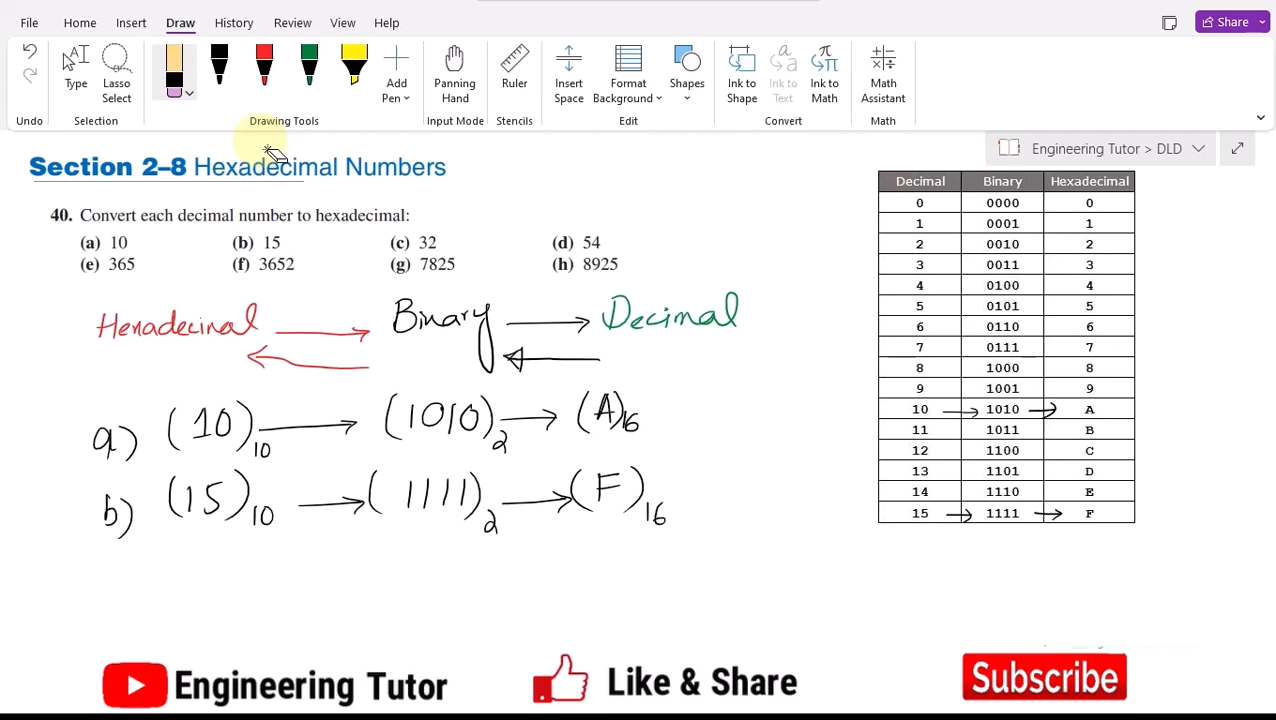 File Home Insert Draw History Review View Help Share
Type Lasso Select Add Pen Panning Hand Ruler Insert Space Format Background Shapes Ink to Shape Ink to Text Ink to Math Math Assistant
Undo Selection Drawing Tools Input Mode Stencils Edit Convert Math
Engineering Tutor > DLD
Section 2–8 Hexadecimal Numbers
40. Convert each decimal number to hexadecimal:
(a) 10 (b) 15 (c) 32 (d) 54
(e) 365 (f) 3652 (g) 7825 (h) 8925
Hexadecimal → Binary → Decimal
a) (10)10 → (1010)2 → (A)16
b) (15)10 → (1111)2 → (F)16
Decimal Binary Hexadecimal
0 0000 0
1 0001 1
2 0010 2
3 0011 3
4 0100 4
5 0101 5
6 0110 6
7 0111 7
8 1000 8
9 1001 9
10 → 1010 → A
11 1011 B
12 1100 C
13 1101 D
14 1110 E
15 → 1111 → F
Engineering Tutor Like & Share Subscribe